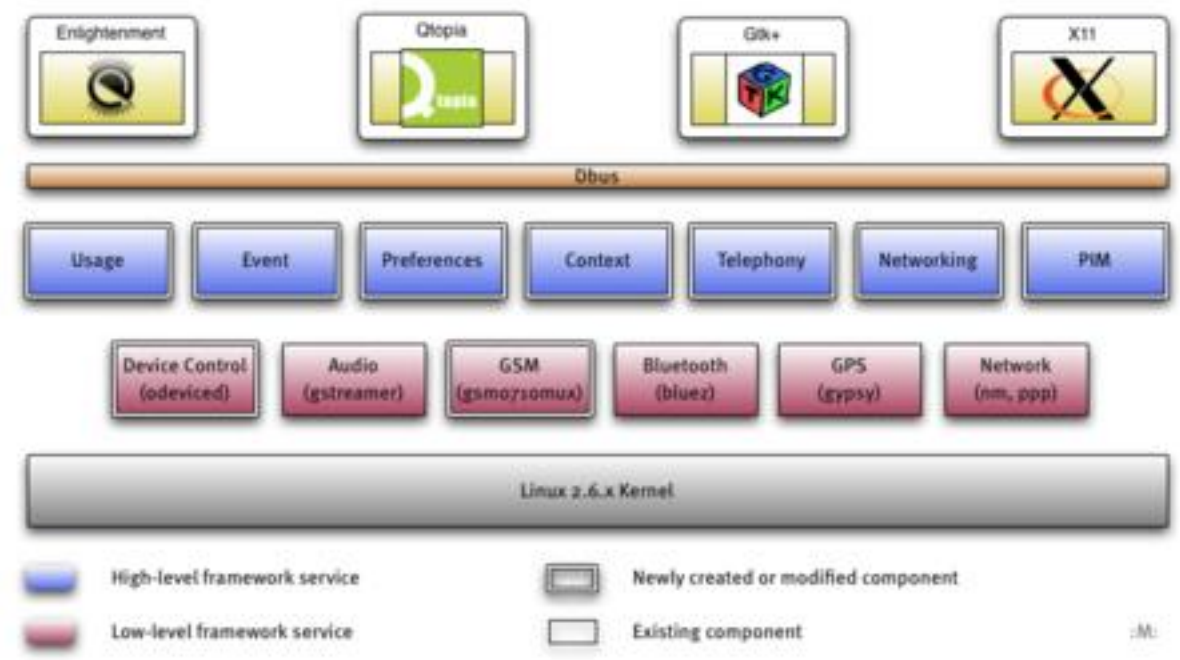 Enlightenment
Qtopia
Gtk+
X11
Q
topia
G
T K
X
Dbus
Usage
Event
Preferences
Context
Telephony
Networking
PIM
Device Control
(odeviced)
Audio
(gstreamer)
GSM
(gsm0710mux)
Bluetooth
(bluez)
GPS
(gypsy)
Network
(nm, ppp)
Linux 2.6.x Kernel
High-level framework service
Newly created or modified component
Low-level framework service
Existing component
:M: